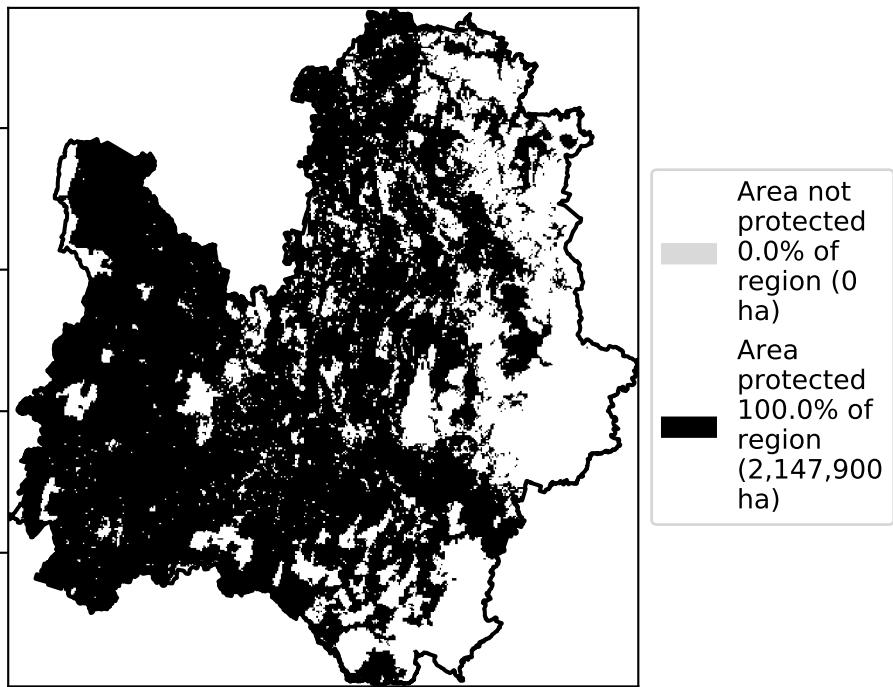 Area not
protected
0.0% of
region (0
ha)
Area
protected
100.0% of
region
(2,147,900
ha)